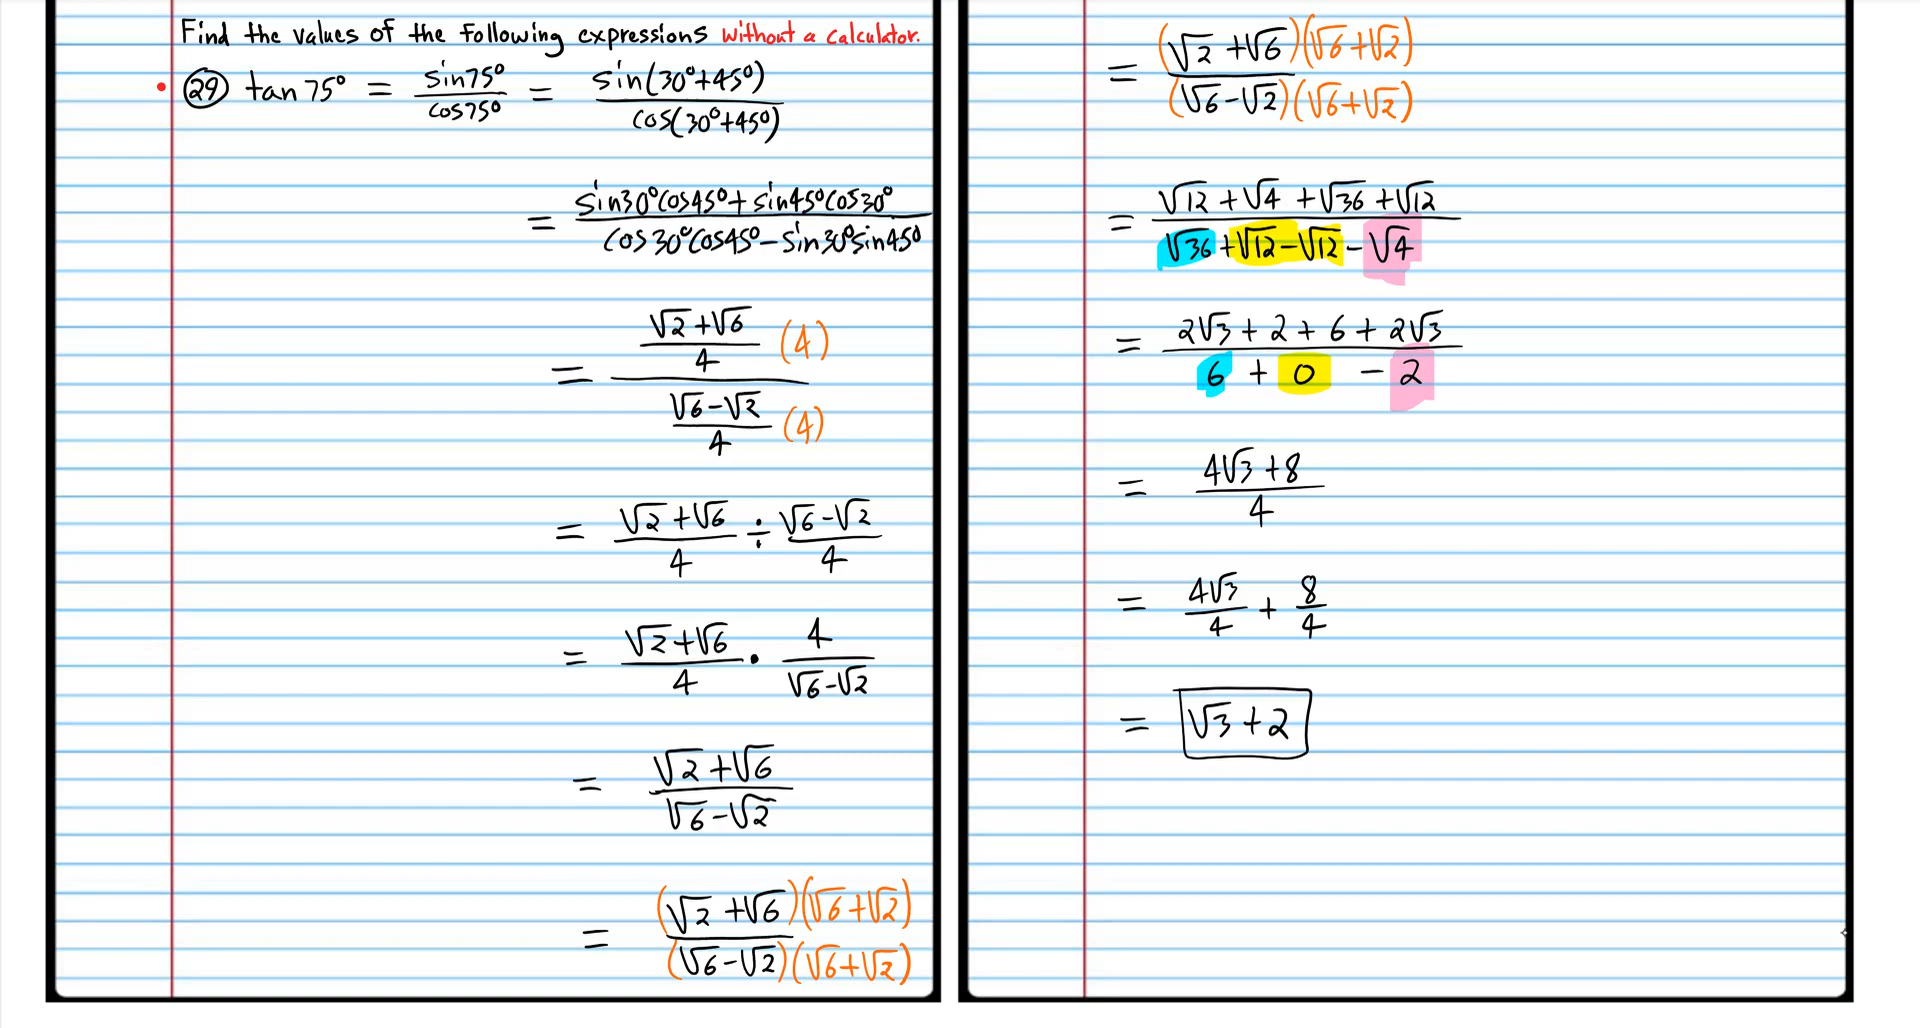 Find the values of the following expressions without a calculator.
• 29 tan 75° = sin75°/cos75° = sin(30°+45°)/cos(30°+45°)
= (sin30°cos45° + sin45°cos30°)/(cos30°cos45° − sin30°sin45°)
= ((√2+√6)/4 (4))/((√6−√2)/4 (4))
= (√2+√6)/4 ÷ (√6−√2)/4
= (√2+√6)/4 · 4/(√6−√2)
= (√2+√6)/(√6−√2)
= (√2+√6)(√6+√2)/(√6−√2)(√6+√2)
= (√2+√6)(√6+√2)/(√6−√2)(√6+√2)
= (√12+√4+√36+√12)/(√36+√12−√12−√4)
= (2√3+2+6+2√3)/(6+0−2)
= (4√3+8)/4
= 4√3/4 + 8/4
= √3+2